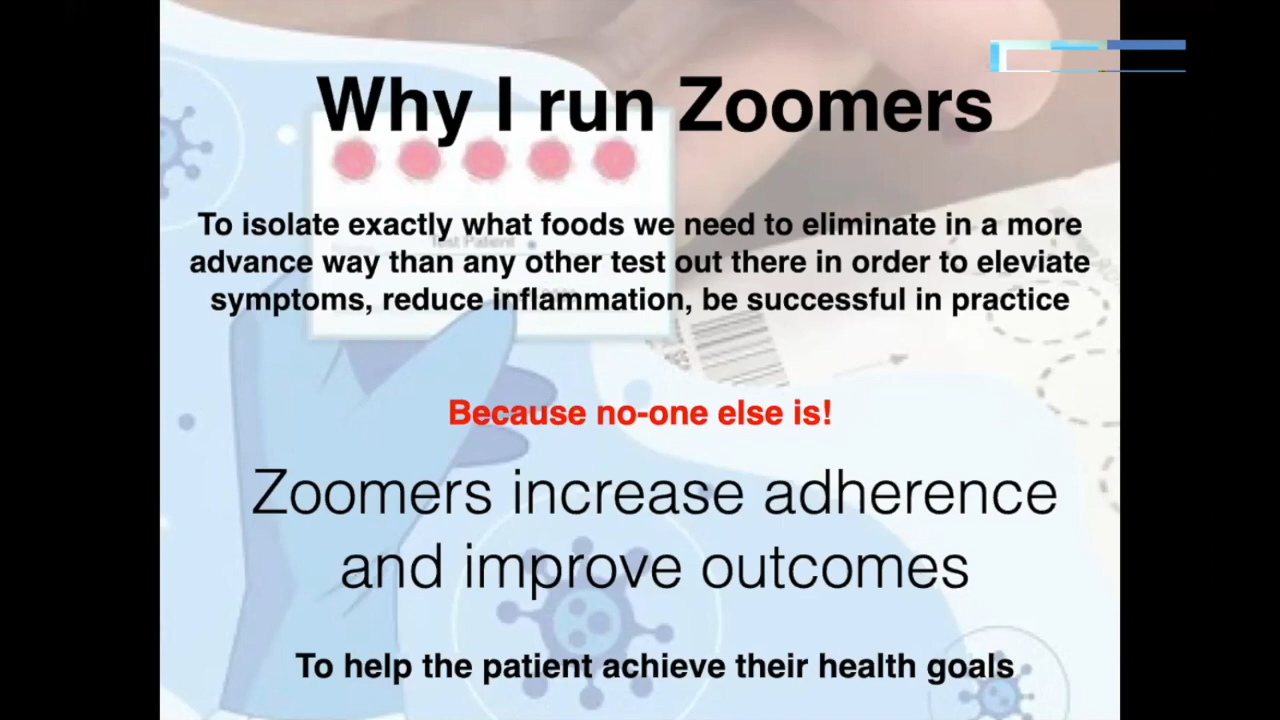 Why I run Zoomers
To isolate exactly what foods we need to eliminate in a more
advance way than any other test out there in order to eleviate
symptoms, reduce inflammation, be successful in practice
Test Patient
Because no-one else is!
Zoomers increase adherence
and improve outcomes
To help the patient achieve their health goals